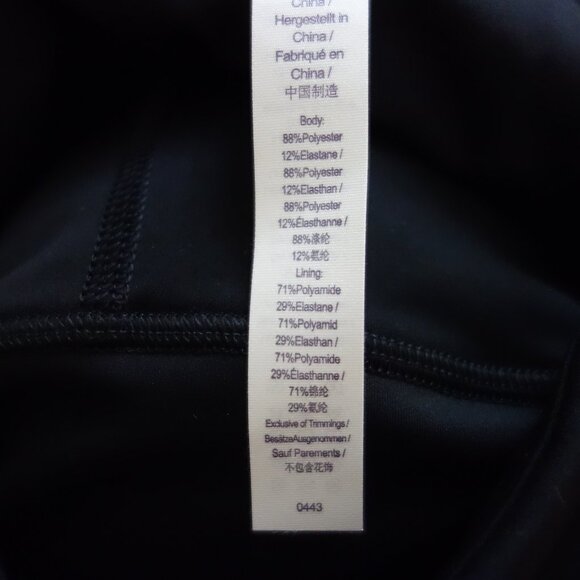 China /
Hergestellt in
China /
Fabriqué en
China /
中国制造
Body:
88%Polyester
12%Elastane /
88%Polyester
12%Elasthan /
88%Polyester
12%Élasthanne /
88%涤纶
12%氨纶
Lining:
71%Polyamide
29%Elastane /
71%Polyamid
29%Elasthan /
71%Polyamide
29%Élasthanne /
71%锦纶
29%氨纶
Exclusive of Trimmings /
BesätzeAusgenommen /
Sauf Parements /
不包含花饰
0443